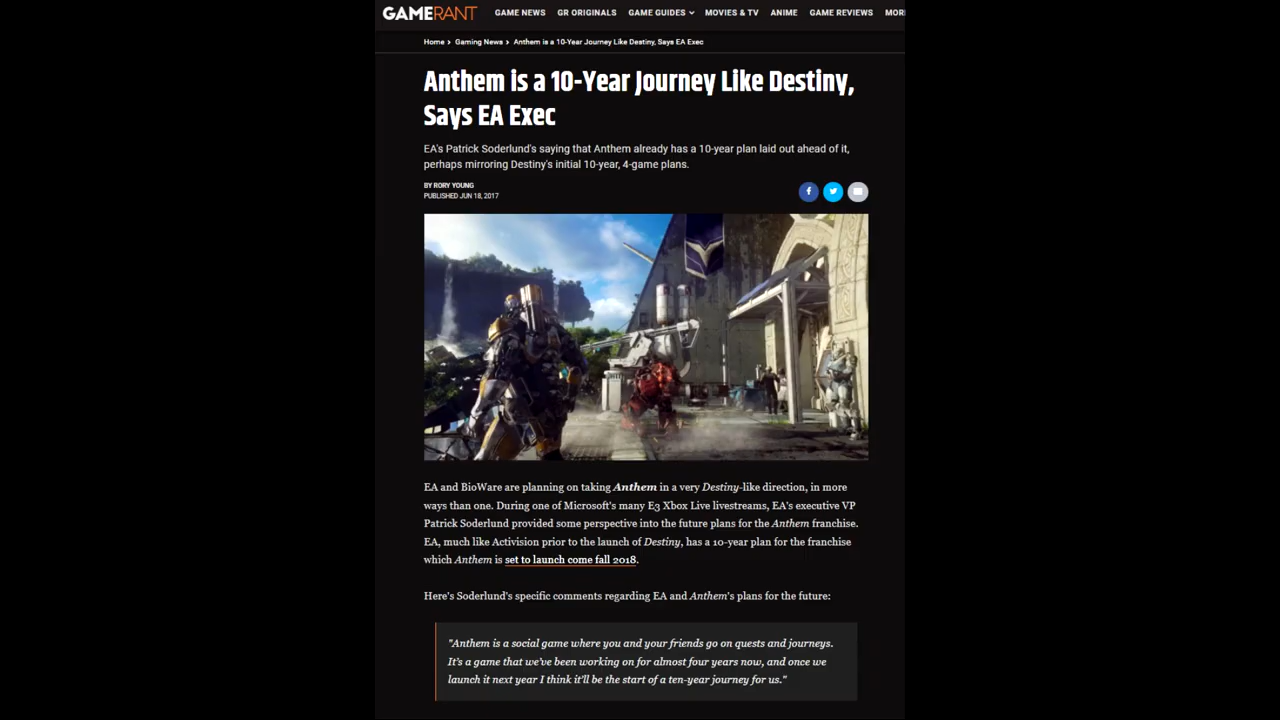 GAMERANT
GAME NEWS GR ORIGINALS GAME GUIDES MOVIES & TV ANIME GAME REVIEWS MOR
Home > Gaming News > Anthem is a 10-Year Journey Like Destiny, Says EA Exec
Anthem is a 10-Year Journey Like Destiny,
Says EA Exec
EA's Patrick Soderlund's saying that Anthem already has a 10-year plan laid out ahead of it,
perhaps mirroring Destiny's initial 10-year, 4-game plans.
BY RORY YOUNG
PUBLISHED JUN 18, 2017
EA and BioWare are planning on taking Anthem in a very Destiny-like direction, in more
ways than one. During one of Microsoft's many E3 Xbox Live livestreams, EA's executive VP
Patrick Soderlund provided some perspective into the future plans for the Anthem franchise.
EA, much like Activision prior to the launch of Destiny, has a 10-year plan for the franchise
which Anthem is set to launch come fall 2018.
Here's Soderlund's specific comments regarding EA and Anthem's plans for the future:
"Anthem is a social game where you and your friends go on quests and journeys.
It's a game that we've been working on for almost four years now, and once we
launch it next year I think it'll be the start of a ten-year journey for us."